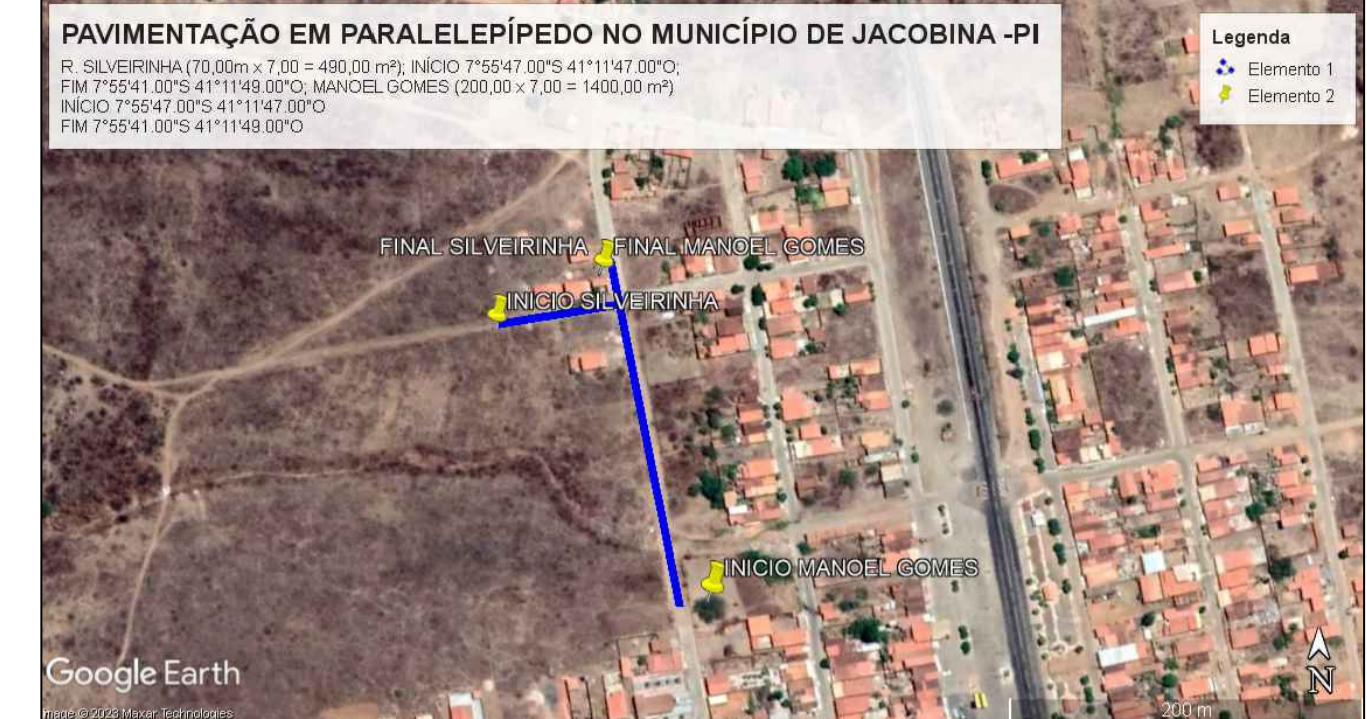 PAVIMENTAÇÃO EM PARALELEPÍPEDO NO MUNICÍPIO DE JACOBINA -PI
R. SILVEIRINHA (70,00m x 7,00 = 490,00 m²); INÍCIO 7°55'47.00"S 41°11'47.00"O;
FIM 7°55'41.00"S 41°11'49.00"O; MANOEL GOMES (200,00 x 7,00 = 1400,00 m²)
INÍCIO 7°55'47.00"S 41°11'47.00"O
FIM 7°55'41.00"S 41°11'49.00"O
Legenda
Elemento 1
Elemento 2
FINAL SILVEIRINHA
FINAL MANOEL GOMES
INICIO SILVEIRINHA
INICIO MANOEL GOMES
Google Earth
Image © 2023 Maxar Technologies
200 m
N